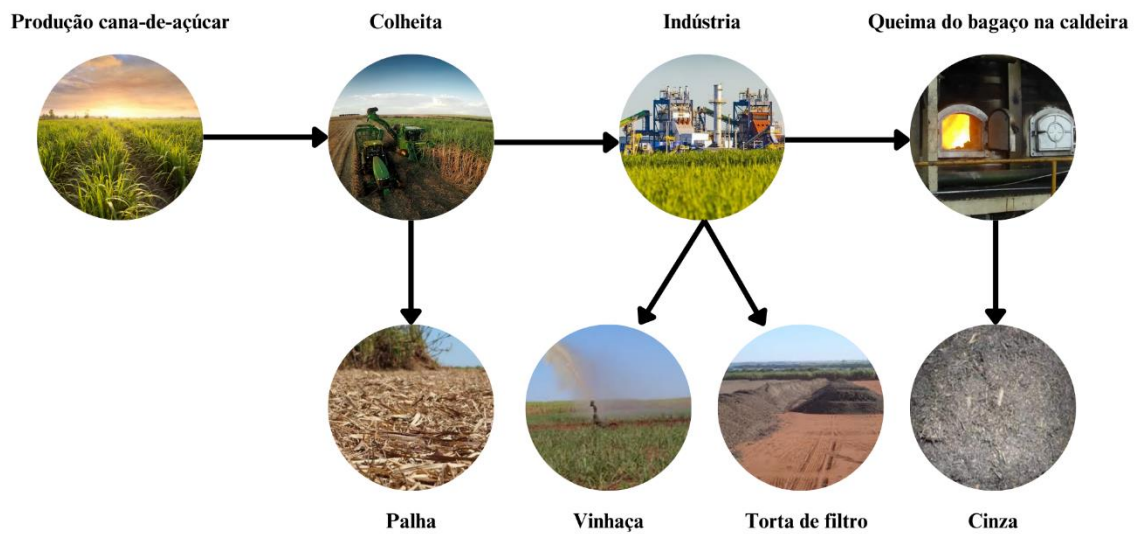 Produção cana-de-açúcar
Colheita
Indústria
Queima do bagaço na caldeira
Palha
Vinhaça
Torta de filtro
Cinza